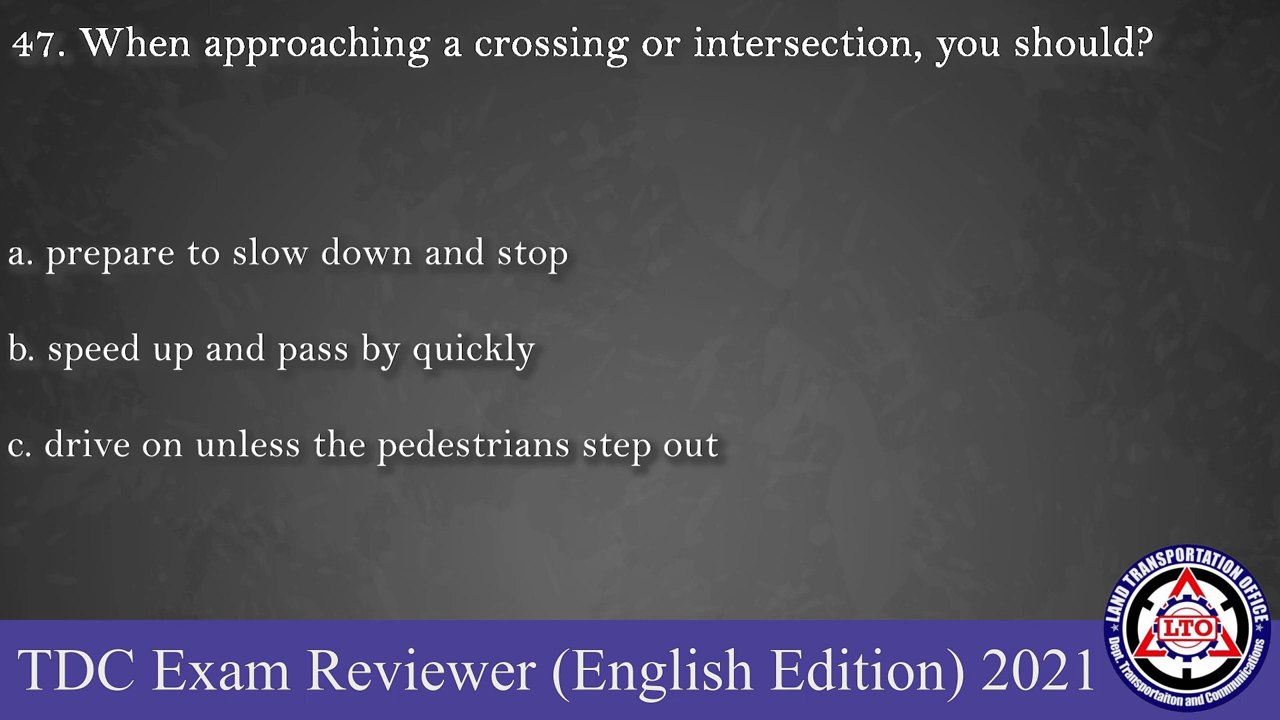 47. When approaching a crossing or intersection, you should?
a. prepare to slow down and stop
b. speed up and pass by quickly
c. drive on unless the pedestrians step out
TDC Exam Reviewer (English Edition) 2021
LAND TRANSPORTATION OFFICE
LTO
Dept. Transportaiton and Communications